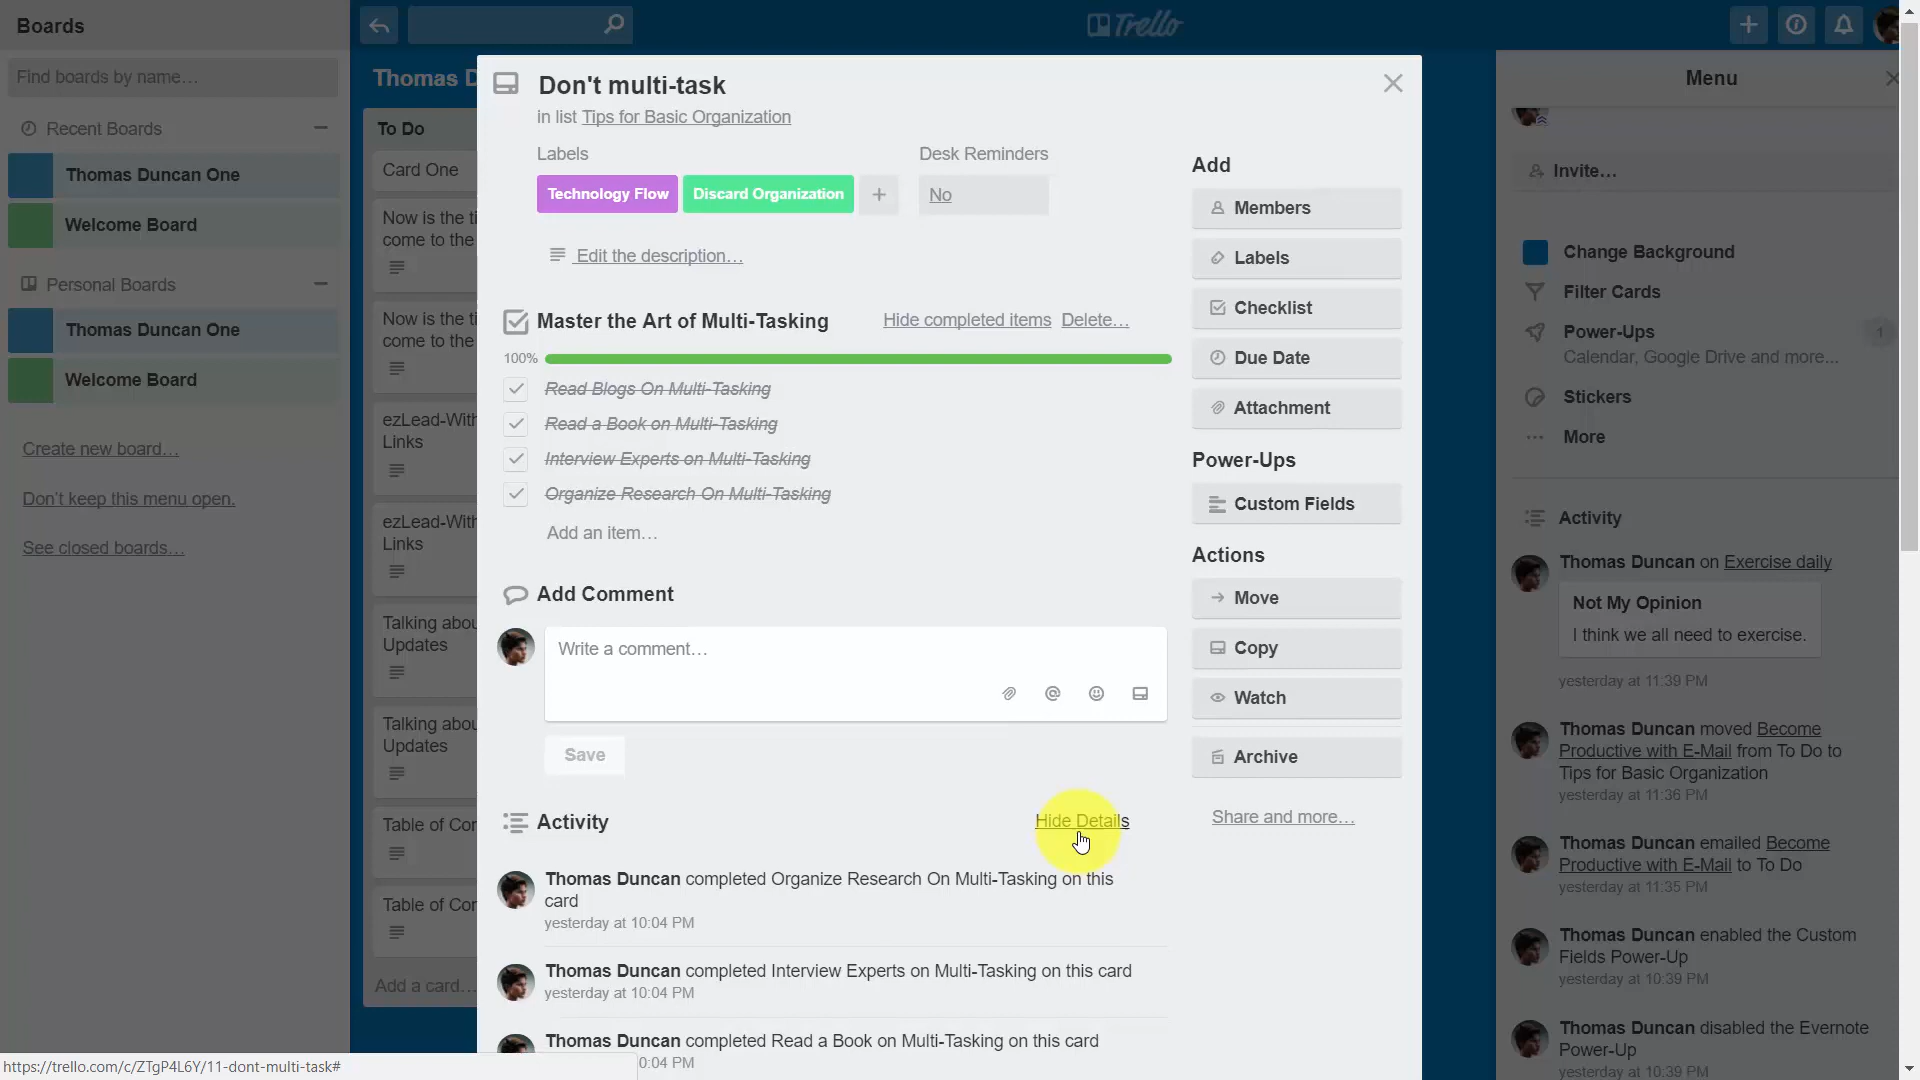 Boards
Find boards by name…
Recent Boards
Thomas Duncan One
Welcome Board
Personal Boards
Thomas Duncan One
Welcome Board
Create new board…
Don't keep this menu open.
See closed boards…
Trello
Thomas D
To Do
Card One
Now is the ti
come to the
Now is the ti
come to the
ezLead-With
Links
ezLead-With
Links
Talking abou
Updates
Talking abou
Updates
Table of Con
Table of Con
Add a card…
Don't multi-task
in list Tips for Basic Organization
Labels
Desk Reminders
Technology Flow
Discard Organization
+
No
Edit the description…
Master the Art of Multi-Tasking
Hide completed items
Delete…
100%
Read Blogs On Multi-Tasking
Read a Book on Multi-Tasking
Interview Experts on Multi-Tasking
Organize Research On Multi-Tasking
Add an item…
Add Comment
Write a comment…
Save
Activity
Hide Details
Thomas Duncan completed Organize Research On Multi-Tasking on this
card
yesterday at 10:04 PM
Thomas Duncan completed Interview Experts on Multi-Tasking on this card
yesterday at 10:04 PM
Thomas Duncan completed Read a Book on Multi-Tasking on this card
0:04 PM
Add
Members
Labels
Checklist
Due Date
Attachment
Power-Ups
Custom Fields
Actions
Move
Copy
Watch
Archive
Share and more…
Menu
Invite…
Change Background
Filter Cards
Power-Ups
1
Calendar, Google Drive and more…
Stickers
More
Activity
Thomas Duncan on Exercise daily
Not My Opinion
I think we all need to exercise.
yesterday at 11:39 PM
Thomas Duncan moved Become
Productive with E-Mail from To Do to
Tips for Basic Organization
yesterday at 11:36 PM
Thomas Duncan emailed Become
Productive with E-Mail to To Do
yesterday at 11:35 PM
Thomas Duncan enabled the Custom
Fields Power-Up
yesterday at 10:39 PM
Thomas Duncan disabled the Evernote
Power-Up
yesterday at 10:39 PM
https://trello.com/c/ZTgP4L6Y/11-dont-multi-task#